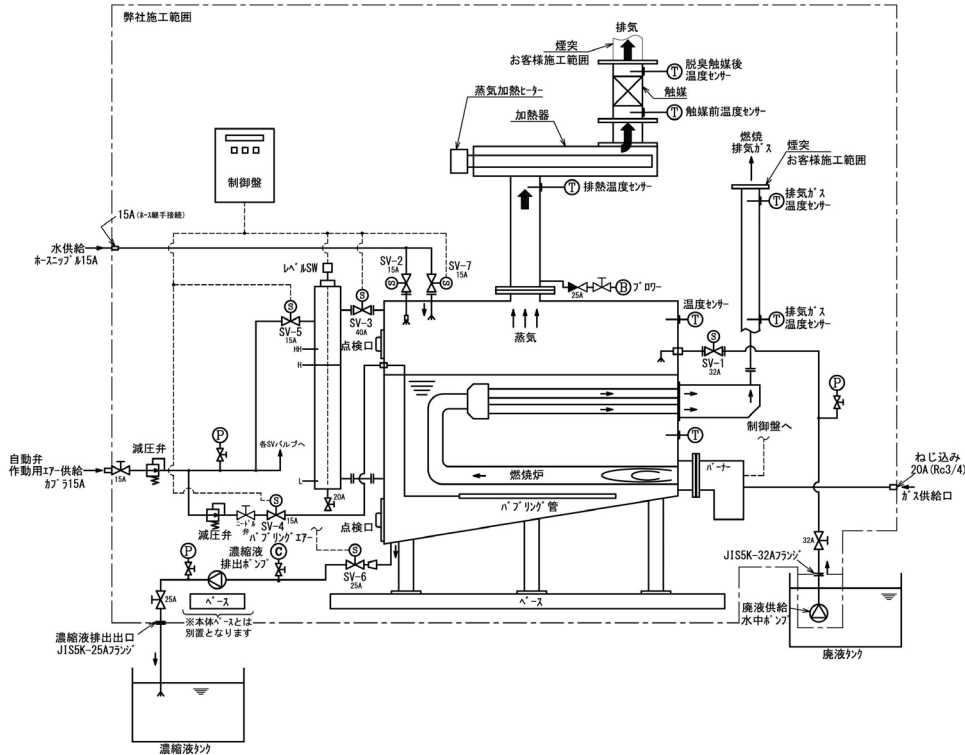 弊社施工範囲
排気
煙突
お客様施工範囲
T
脱臭触媒後
温度センサー
触媒
T
触媒前温度センサー
蒸気加熱ヒーター
加熱器
燃焼
排気ガス
煙突
お客様施工範囲
制御盤
T
排熱温度センサー
T
排気ガス
温度センサー
15A(ホース継手接続)
水供給
ホースニップル15A
レベルSW
SV-2
15A
S
SV-7
15A
S
25A
B
ブロワー
S
SV-5
15A
S
SV-3
40A
温度センサー
T
T
排気ガス
温度センサー
蒸気
HH
H
点検口
S
SV-1
32A
P
制御盤へ
T
自動弁
作動用エアー供給
カプラ15A
15A
減圧弁
P
各SVバルブへ
L
20A
燃焼炉
バーナー
ねじ込み
20A(Rc3/4)
ガス供給口
バブリング管
減圧弁
ニードル
弁
S
SV-4
15A
バブリングエアー
点検口
32A
JIS5K-32Aフランジ
P
濃縮液
排出ポンプ
C
S
SV-6
25A
25A
ベース
※本体ベースとは
別置となります
ベース
廃液供給
水中ポンプ
廃液タンク
濃縮液排出出口
JIS5K-25Aフランジ
濃縮液タンク